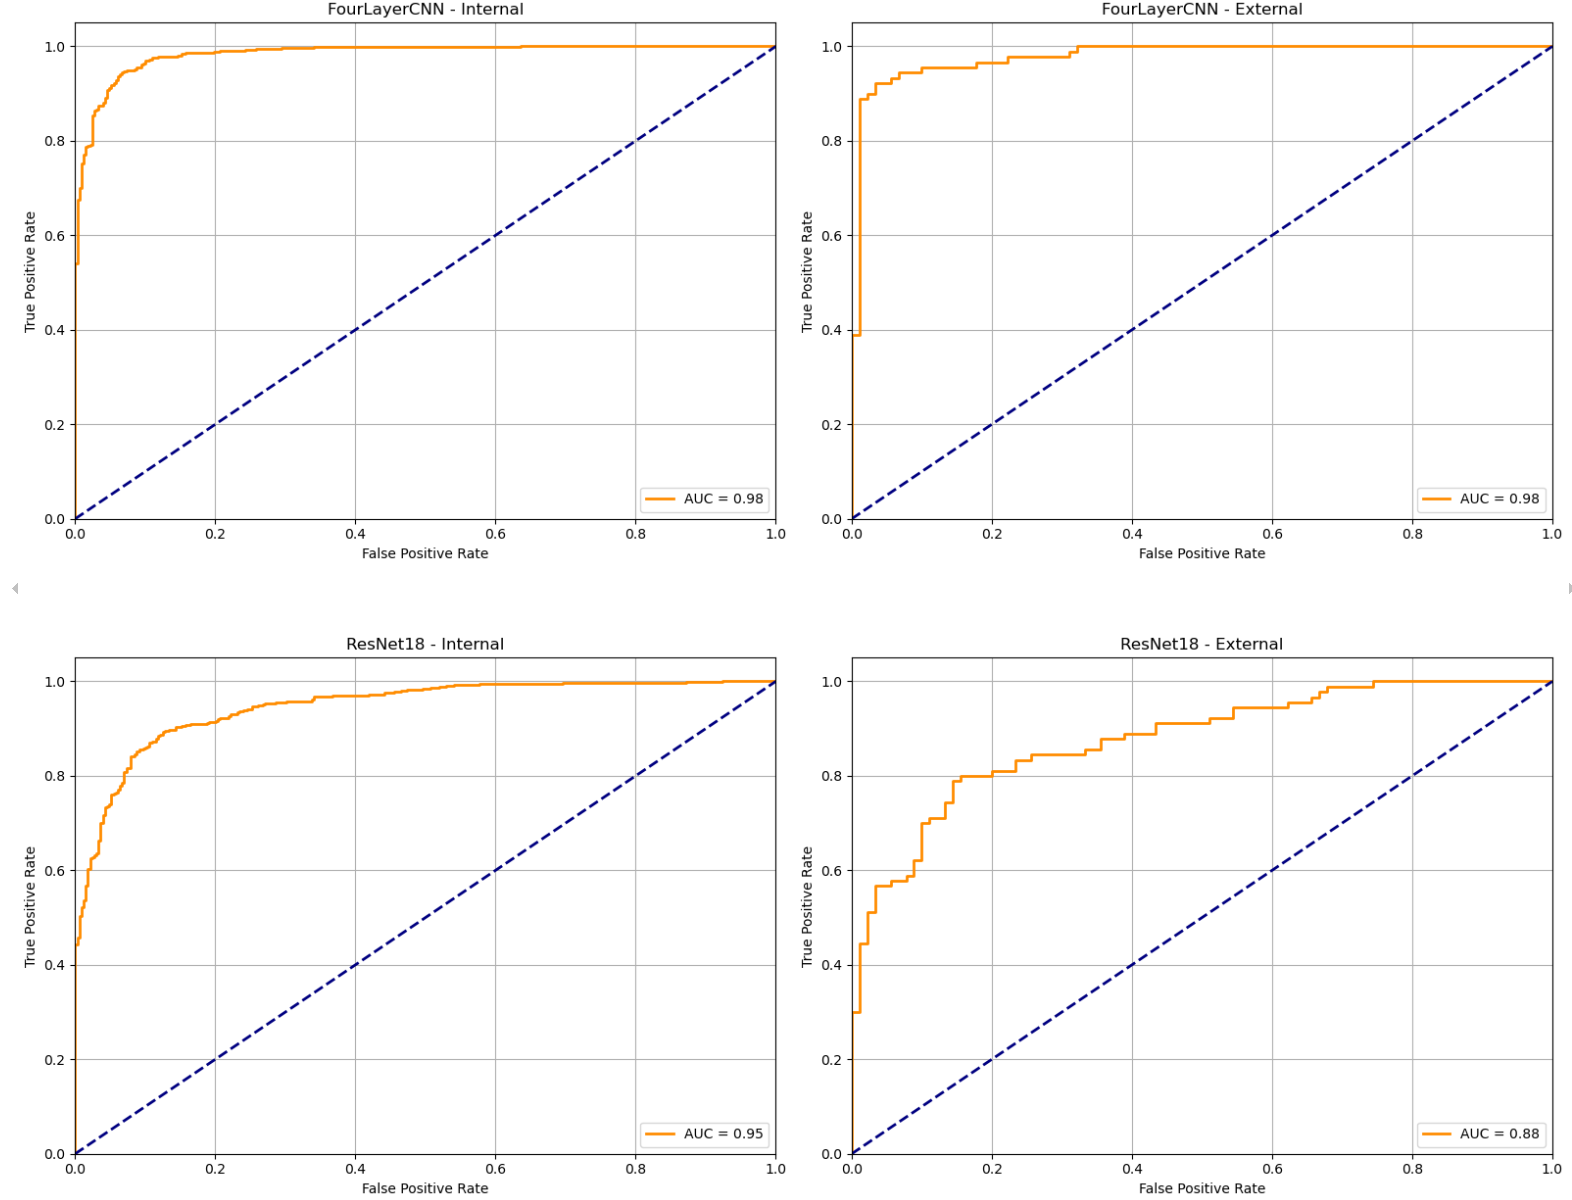 FourLayerCNN - Internal
1.0
0.8
0.6
0.4
0.2
0.0
True Positive Rate
0.0 0.2 0.4 0.6 0.8 1.0
False Positive Rate
AUC = 0.98
FourLayerCNN - External
1.0
0.8
0.6
0.4
0.2
0.0
True Positive Rate
0.0 0.2 0.4 0.6 0.8 1.0
False Positive Rate
AUC = 0.98
ResNet18 - Internal
1.0
0.8
0.6
0.4
0.2
0.0
True Positive Rate
0.0 0.2 0.4 0.6 0.8 1.0
False Positive Rate
AUC = 0.95
ResNet18 - External
1.0
0.8
0.6
0.4
0.2
0.0
True Positive Rate
0.0 0.2 0.4 0.6 0.8 1.0
False Positive Rate
AUC = 0.88